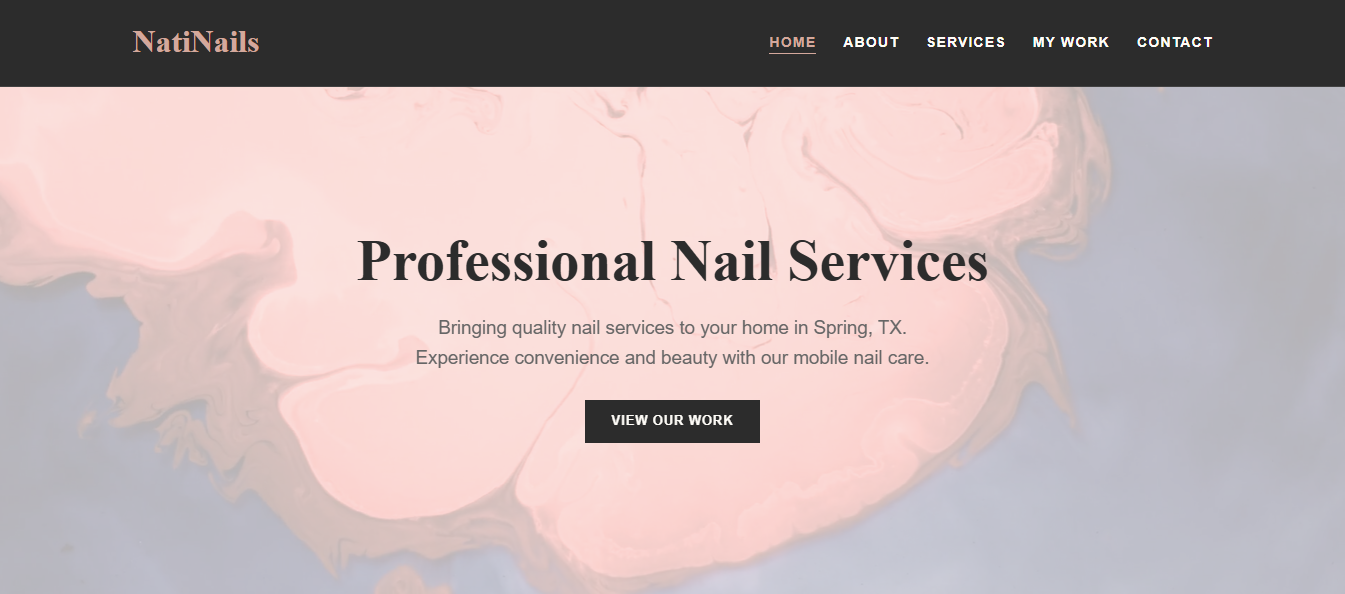 NatiNails
HOME ABOUT SERVICES MY WORK CONTACT
Professional Nail Services
Bringing quality nail services to your home in Spring, TX.
Experience convenience and beauty with our mobile nail care.
VIEW OUR WORK